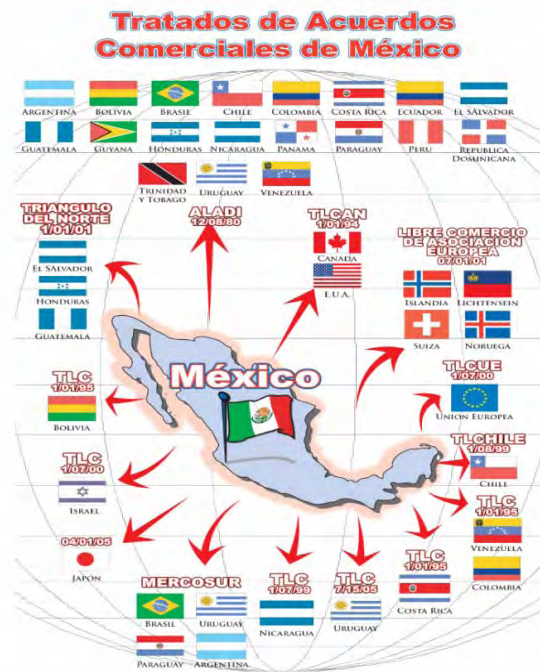 Tratados de Acuerdos
Comerciales de México
ARGENTINA BOLIVIA BRASIL CHILE COLOMBIA COSTA RICA ECUADOR EL SALVADOR
GUATEMALA GUYANA HONDURAS NICARAGUA PANAMA PARAGUAY PERU REPUBLICA
DOMINICANA
TRINIDAD
Y TOBAGO
URUGUAY
VENEZUELA
TRIANGULO
DEL NORTE
1/01/01
EL SALVADOR
HONDURAS
GUATEMALA
ALADI
12/08/80
TLCAN
1/01/94
CANADA
E.U.A.
LIBRE COMERCIO
DE ASOCIACION
EUROPEA
07/01/01
ISLANDIA LICHTENSEIN
SUIZA NORUEGA
México
TLC
1/01/95
BOLIVIA
TLCUE
1/07/00
UNION EUROPEA
TLCHILE
1/08/99
CHILE
TLC
1/07/00
ISRAEL
TLC
1/01/95
VENEZUELA
COLOMBIA
04/01/05
JAPÓN
MERCOSUR
BRASIL URUGUAY
PARAGUAY ARGENTINA
TLC
1/07/99
NICARAGUA
TLC
7/15/05
URUGUAY
TLC
1/01/95
COSTA RICA